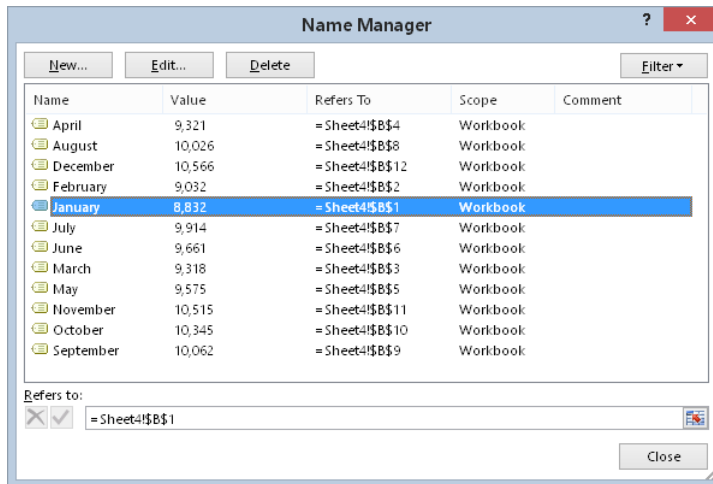 Name Manager ? ×
New... Edit... Delete Filter
Name Value Refers To Scope Comment
April 9,321 =Sheet4!$B$4 Workbook
August 10,026 =Sheet4!$B$8 Workbook
December 10,566 =Sheet4!$B$12 Workbook
February 9,032 =Sheet4!$B$2 Workbook
January 8,832 =Sheet4!$B$1 Workbook
July 9,914 =Sheet4!$B$7 Workbook
June 9,661 =Sheet4!$B$6 Workbook
March 9,318 =Sheet4!$B$3 Workbook
May 9,575 =Sheet4!$B$5 Workbook
November 10,515 =Sheet4!$B$11 Workbook
October 10,345 =Sheet4!$B$10 Workbook
September 10,062 =Sheet4!$B$9 Workbook
Refers to:
=Sheet4!$B$1
Close